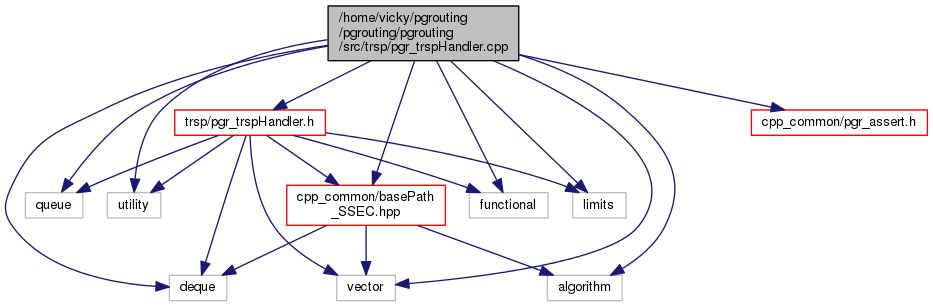 /home/vicky/pgrouting
/pgrouting/pgrouting
/src/trsp/pgr_trspHandler.cpp
trsp/pgr_trspHandler.h
cpp_common/pgr_assert.h
queue
utility
cpp_common/basePath
_SSEC.hpp
functional
limits
deque
vector
algorithm